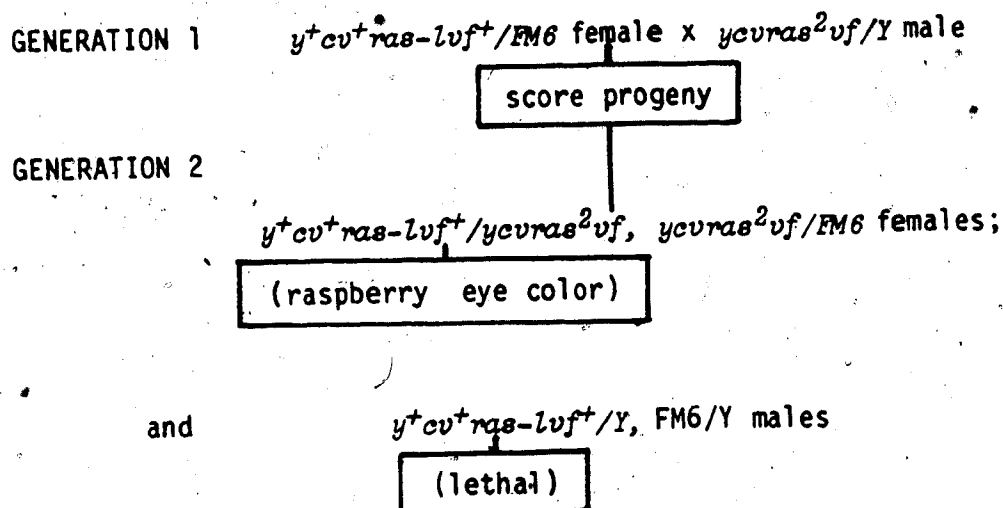 GENERATION 1 y⁺cv⁺ras-lvf⁺/FM6 female x ycvras²vf/Y male
score progeny
GENERATION 2
y⁺cv⁺ras-lvf⁺/ycvras²vf, ycvras²vf/FM6 females;
(raspberry eye color)
and y⁺cv⁺ras-lvf⁺/Y, FM6/Y males
(lethal)